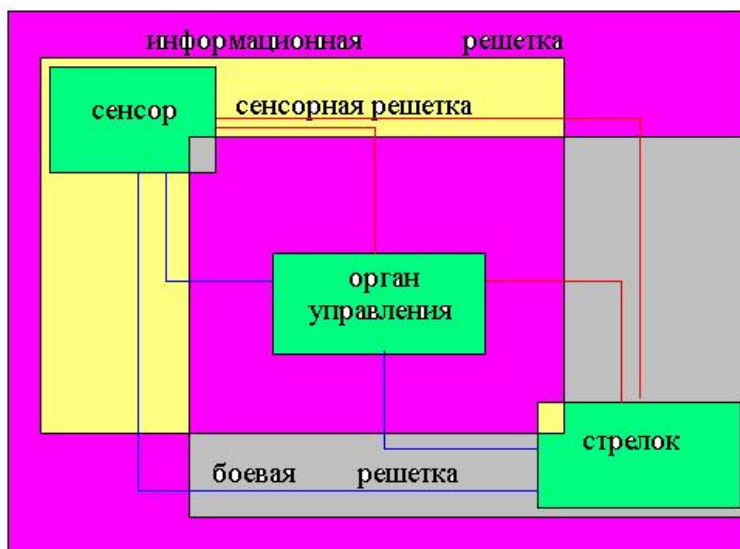 информационная решетка
сенсор
сенсорная решетка
орган
управления
стрелок
боевая решетка